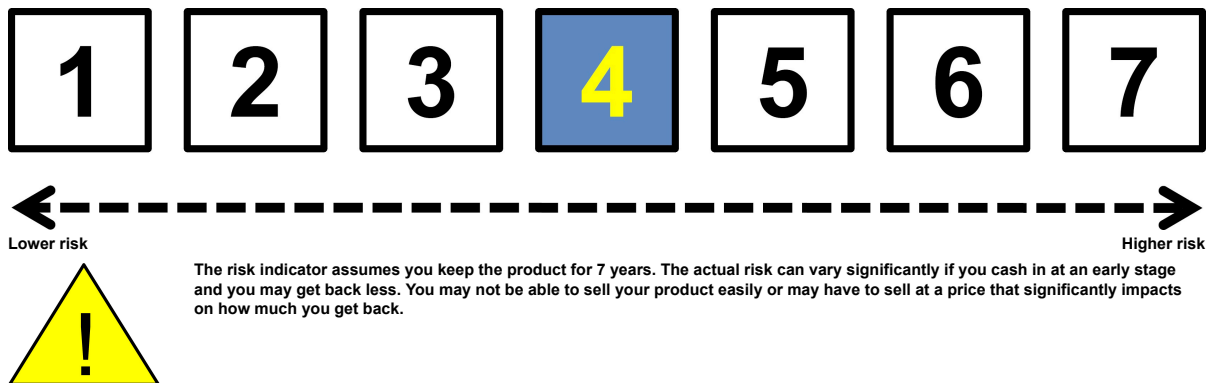 1 2 3 4 5 6 7
Lower risk Higher risk
The risk indicator assumes you keep the product for 7 years. The actual risk can vary significantly if you cash in at an early stage
and you may get back less. You may not be able to sell your product easily or may have to sell at a price that significantly impacts
on how much you get back.
!